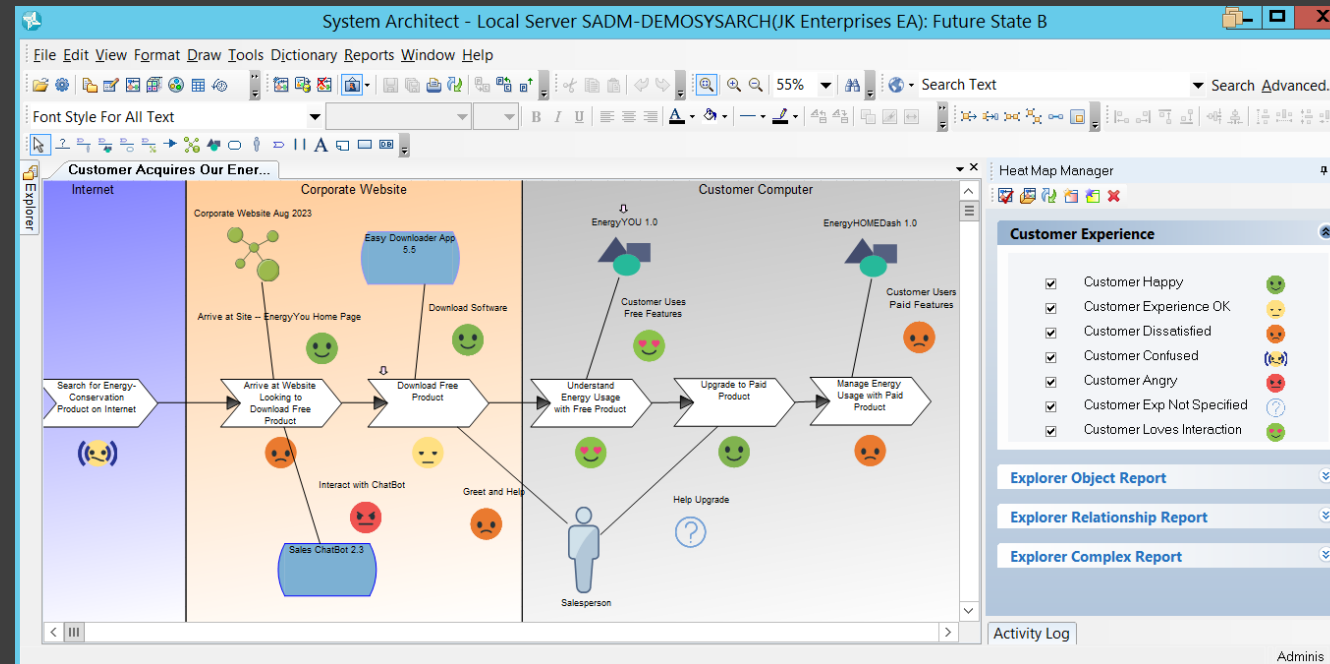 System Architect - Local Server SADM-DEMOSYSARCH(JK Enterprises EA): Future State B
X
File Edit View Format Draw Tools Dictionary Reports Window Help
55%
Search Text
Search Advanced.
Font Style For All Text
B I U
A
A
DB
Explorer
Customer Acquires Our Ener...
Internet
Corporate Website
Customer Computer
Corporate Website Aug 2023
Easy Downloader App
5.5
EnergyYOU 1.0
EnergyHOMEDash 1.0
Arrive at Site – EnergyYou Home Page
Download Software
Customer Uses
Free Features
Customer Users
Paid Features
Search for Energy-
Conservation
Product on Internet
Arrive at Website
Looking to
Download Free
Product
Download Free
Product
Understand
Energy Usage
with Free Product
Upgrade to Paid
Product
Manage Energy
Usage with Paid
Product
Interact with ChatBot
Greet and Help
Help Upgrade
Sales ChatBot 2.3
Salesperson
Heat Map Manager
Customer Experience
Customer Happy
Customer Experience OK
Customer Dissatisfied
Customer Confused
Customer Angry
Customer Exp Not Specified
Customer Loves Interaction
Explorer Object Report
Explorer Relationship Report
Explorer Complex Report
Activity Log
Adminis